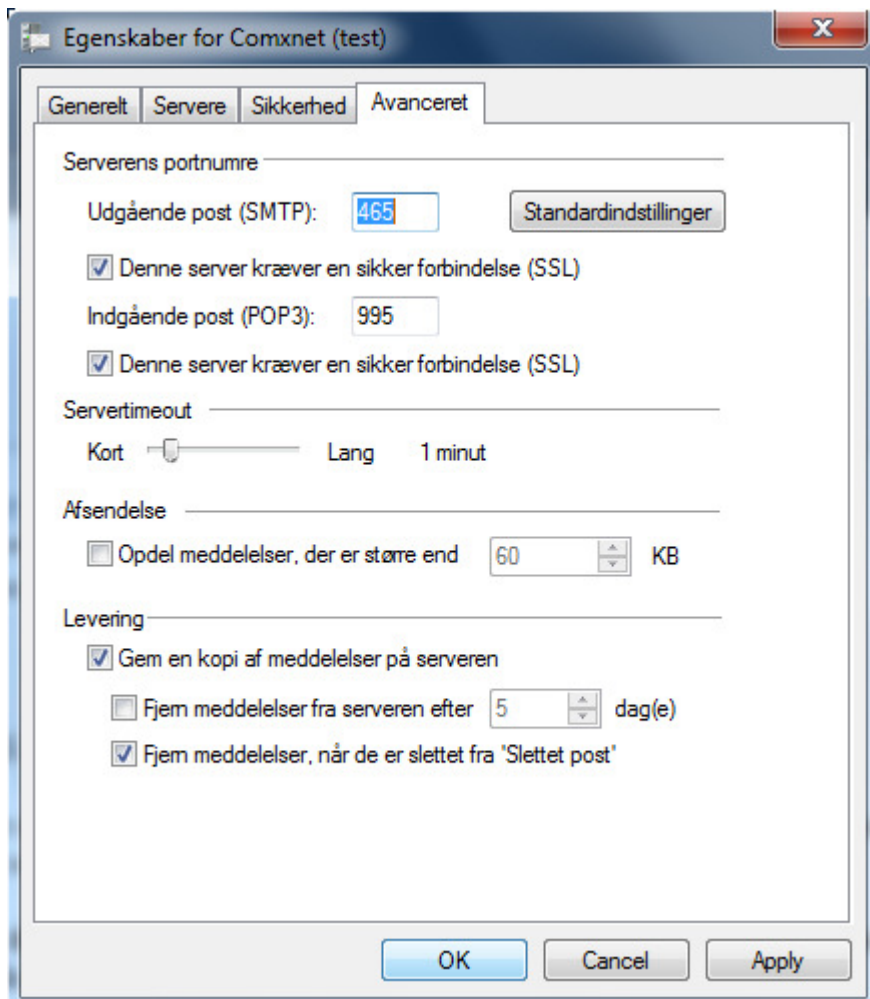 Egenskaber for Comxnet (test)
Generelt Servere Sikkerhed Avanceret
Serverens portnumre
Udgående post (SMTP): 465 Standardindstillinger
Denne server kræver en sikker forbindelse (SSL)
Indgående post (POP3): 995
Denne server kræver en sikker forbindelse (SSL)
Servertimeout
Kort Lang 1 minut
Afsendelse
Opdel meddelelser, der er større end 60 KB
Levering
Gem en kopi af meddelelser på serveren
Fjern meddelelser fra serveren efter 5 dag(e)
Fjern meddelelser, når de er slettet fra 'Slettet post'
OK Cancel Apply